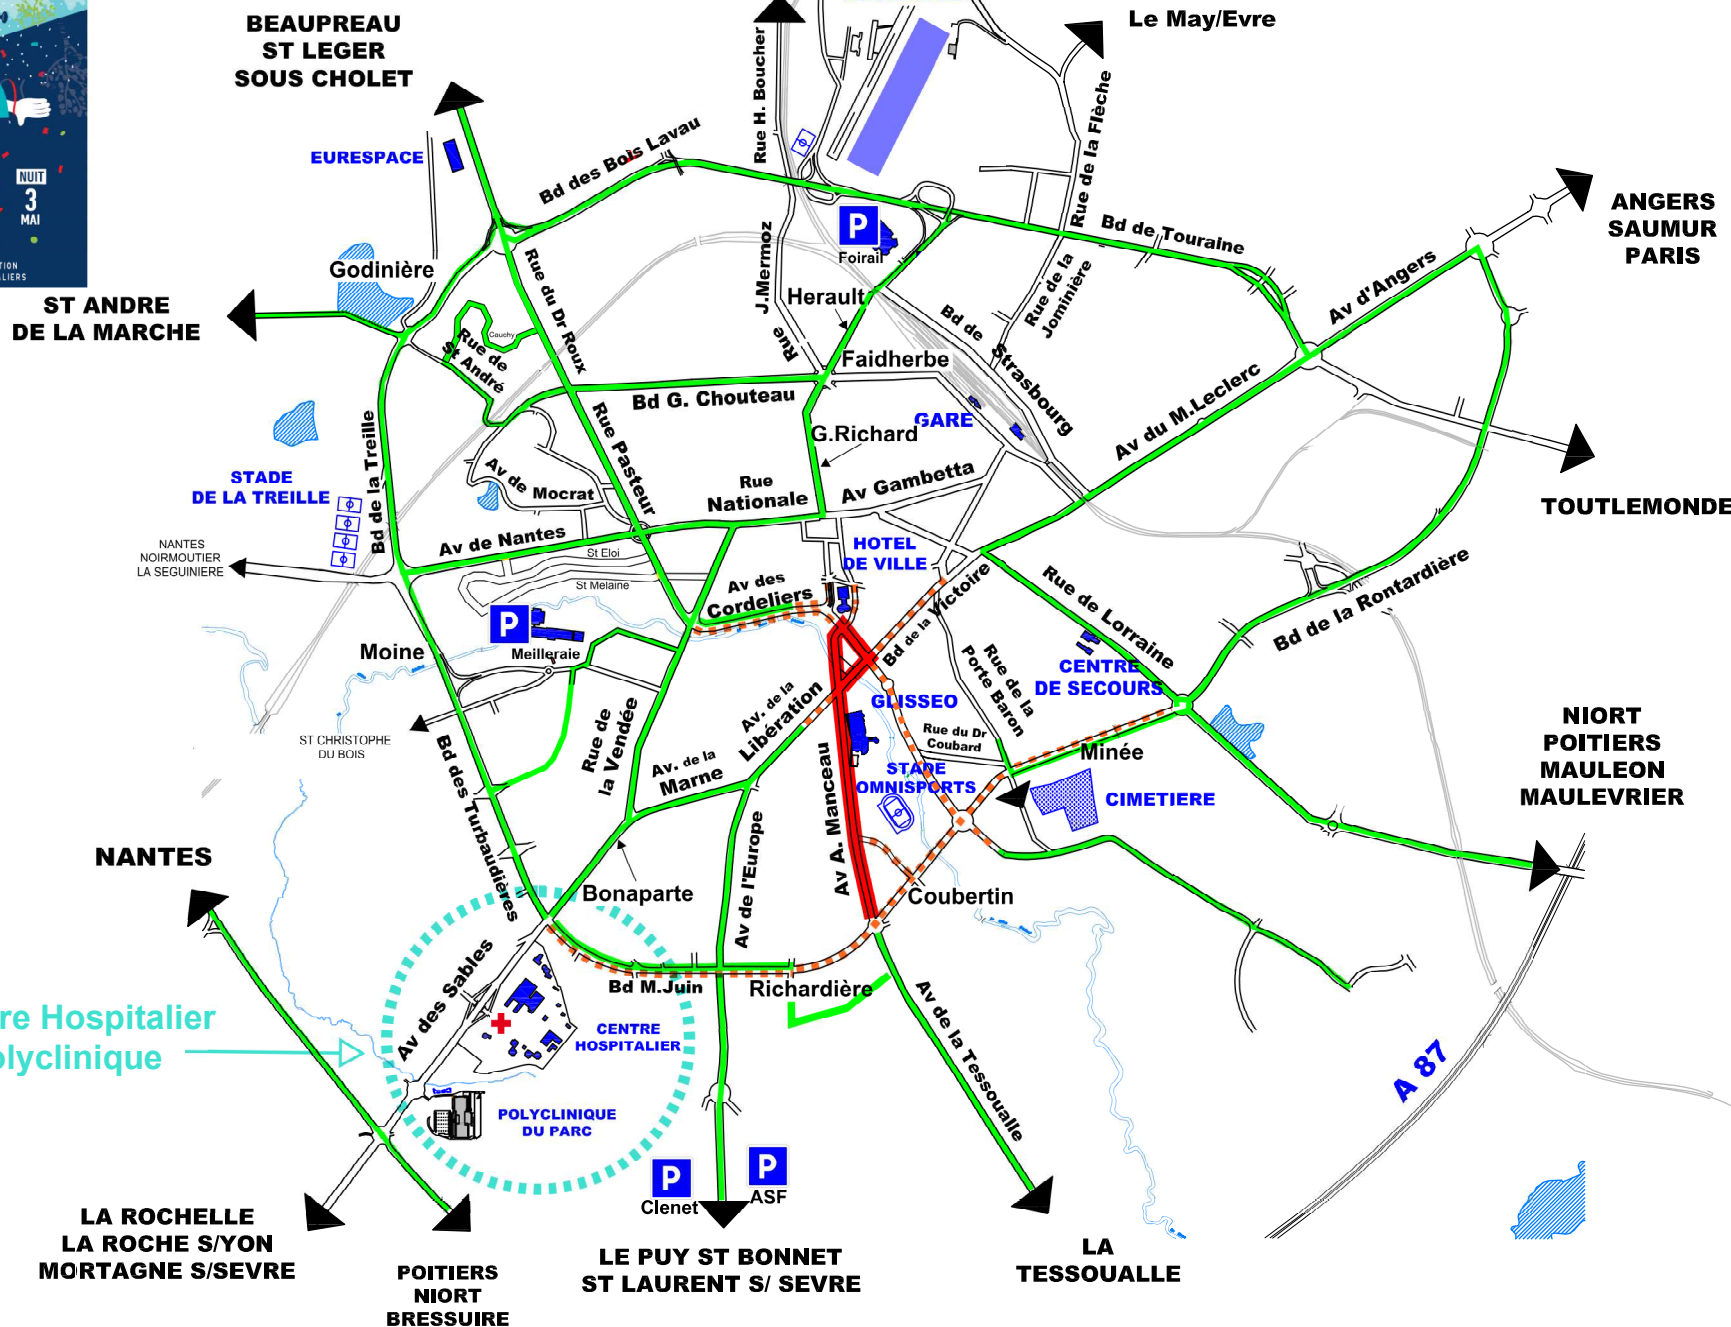 BEAUPREAU
ST LEGER
SOUS CHOLET
Le May/Evre
NUIT
3
MAI
EURESPACE
Bd des Bois Lavau
Rue H. Boucher
Rue de la Flèche
ANGERS
SAUMUR
PARIS
P
Foirail
Bd de Touraine
Godinière
Rue du Dr Roux
Rue J.Mermoz
Herault
Rue de la
Jominière
Av d'Angers
ST ANDRE
DE LA MARCHE
Cauchy
Rue de
St André
Bd de
Strasbourg
Faidherbe
Bd G. Chouteau
Rue Pasteur
G.Richard
GARE
Av du M.Leclerc
Bd de la Treille
STADE
DE LA TREILLE
Av de Mocrat
Rue
Nationale
Av Gambetta
TOUTLEMONDE
NANTES
NOIRMOUTIER
LA SEGUINIERE
Av de Nantes
St Eloi
St Melaine
HOTEL
DE VILLE
Av des
Cordeliers
Bd de la Victoire
Rue de Lorraine
Bd de la Rontardière
P
Meilleraie
Moine
CENTRE
DE SECOURS
Rue de la
Porte Baron
GLISSEO
Av. de la
Libération
Rue de
la Vendée
ST CHRISTOPHE
DU BOIS
Rue du Dr
Coubard
Minée
NIORT
POITIERS
MAULEON
MAULEVRIER
Av. de la
Marne
STADE
OMNISPORTS
CIMETIERE
Bd des Turbaudières
Av A. Manceau
Av de l'Europe
NANTES
Bonaparte
Coubertin
Av des Sables
Bd M.Juin
Richardière
Av de la Tessoualle
re Hospitalier
olyclinique
CENTRE
HOSPITALIER
A 87
POLYCLINIQUE
DU PARC
P
Clenet
P
ASF
LA ROCHELLE
LA ROCHE S/YON
MORTAGNE S/SEVRE
POITIERS
NIORT
BRESSUIRE
LE PUY ST BONNET
ST LAURENT S/ SEVRE
LA
TESSOUALLE